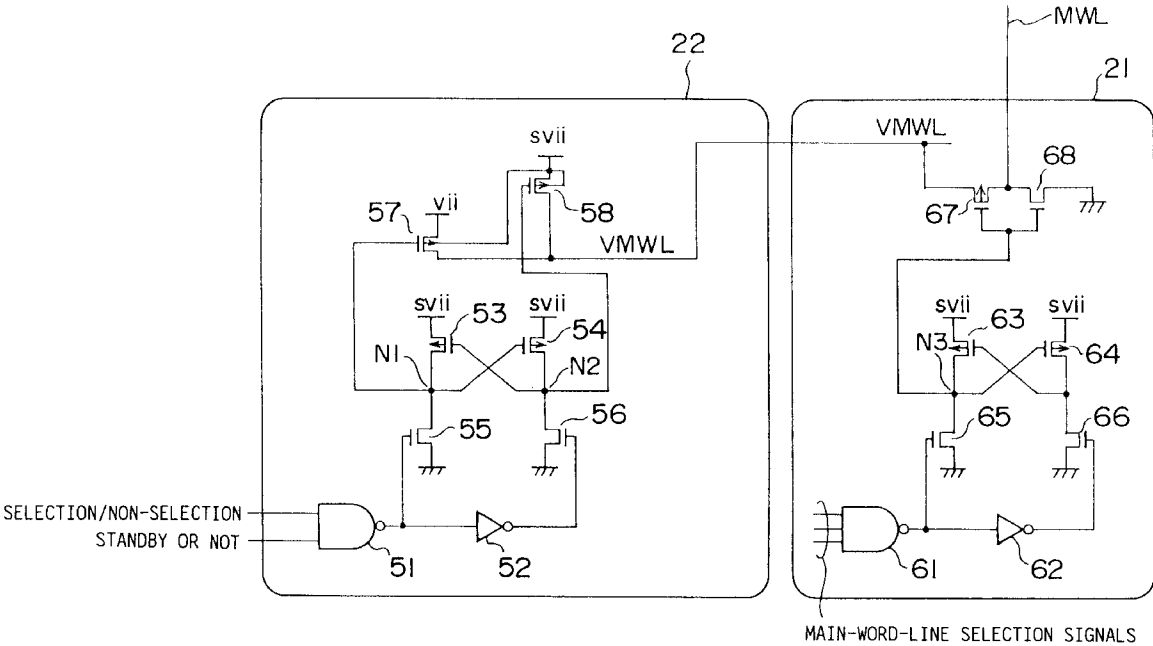 MWL
22
21
VMWL
svii
68
57
vii
58
67
VMWL
svii
53
svii
54
svii
63
svii
N1
N2
N3
64
55
56
65
66
SELECTION/NON-SELECTION
STANDBY OR NOT
51
52
61
62
MAIN-WORD-LINE SELECTION SIGNALS